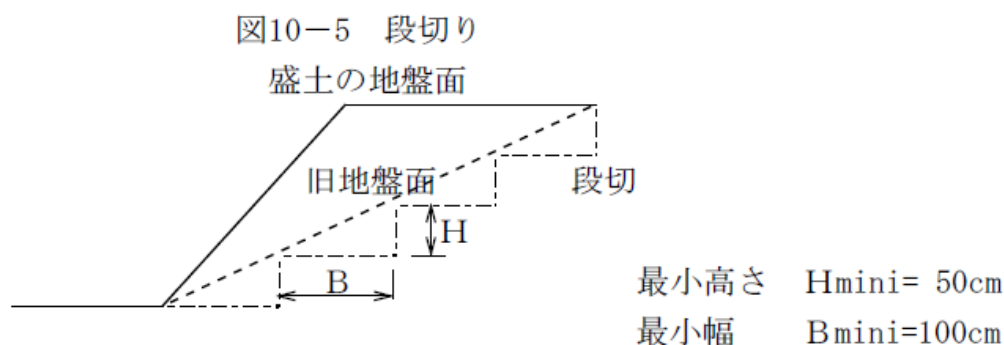 図10－5　段切り
盛土の地盤面
旧地盤面
段切
H
B
最小高さ　Hmini= 50cm
最小幅　　Bmini=100cm